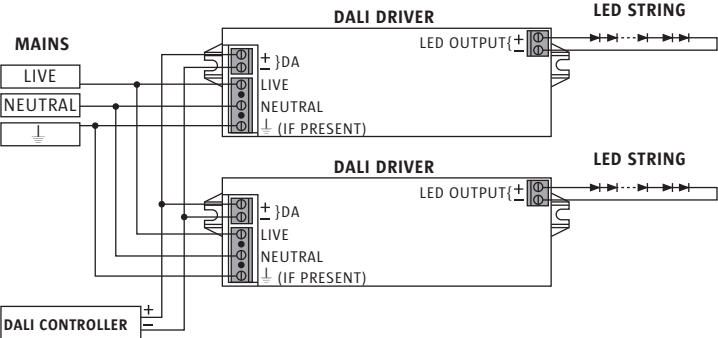 DALI DRIVER
LED STRING
MAINS
LED OUTPUT{ +
−
+
− }DA
LIVE
LIVE
NEUTRAL
NEUTRAL
⏚
⏚ (IF PRESENT)
DALI DRIVER
LED STRING
LED OUTPUT{ +
−
+
− }DA
LIVE
NEUTRAL
⏚ (IF PRESENT)
DALI CONTROLLER
+
−